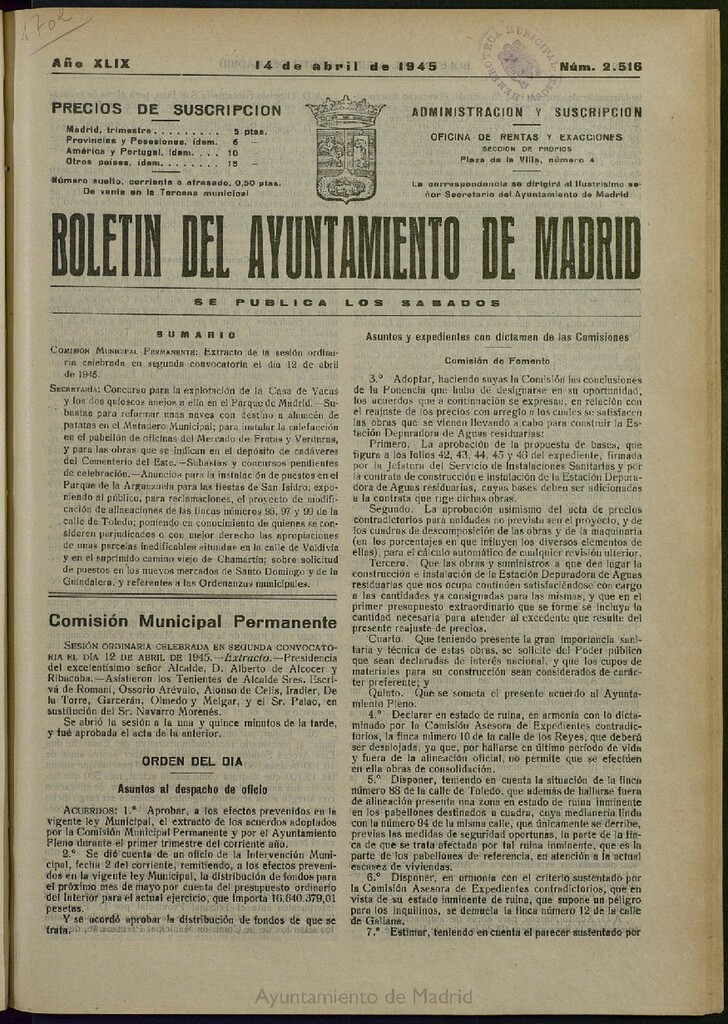 1702
Año XLIX
14 de abril de 1945
Núm. 2.516
PRECIOS DE SUSCRIPCION
Madrid, trimestre......... 5 ptas.
Provincias y Posesiones, ídem. 6 —
América y Portugal, ídem. ... 10 —
Otros países, ídem......... 15 —
Número suelto, corriente o atrasado, 0,50 ptas.
De venta en la Tercena municipal
ADMINISTRACION Y SUSCRIPCION
OFICINA DE RENTAS Y EXACCIONES
SECCION DE PROPIOS
Plaza de la Villa, número 4
La correspondencia se dirigirá al Ilustrísimo se-
ñor Secretario del Ayuntamiento de Madrid
BOLETIN DEL AYUNTAMIENTO DE MADRID
SE PUBLICA LOS SABADOS
SUMARIO
COMISIÓN MUNICIPAL PERMANENTE: Extracto de la sesión ordina-
ria celebrada en segunda convocatoria el día 12 de abril
de 1945.
SECRETARÍA: Concurso para la explotación de la Casa de Vacas
y los dos quioscos anejos a ella en el Parque de Madrid.—Su-
bastas para reformar unas naves con destino a almacén de
patatas en el Matadero Municipal; para instalar la calefacción
en el pabellón de oficinas del Mercado de Frutas y Verduras,
y para las obras que se indican en el depósito de cadáveres
del Cementerio del Este.—Subastas y concursos pendientes
de celebración.—Anuncios para la instalación de puestos en el
Parque de la Arganzuela para las fiestas de San Isidro; expo-
niendo al público, para reclamaciones, el proyecto de modifi-
cación de alineaciones de las fincas números 95, 97 y 99 de la
calle de Toledo; poniendo en conocimiento de quienes se con-
sideren perjudicados o con mejor derecho las apropiaciones
de unas parcelas inedificables situadas en la calle de Valdivia
y en el suprimido camino viejo de Chamartín; sobre solicitud
de puestos en los nuevos mercados de Santo Domingo y de la
Guindalera, y referentes a las Ordenanzas municipales.
Comisión Municipal Permanente
SESIÓN ORDINARIA CELEBRADA EN SEGUNDA CONVOCATO-
RIA EL DÍA 12 DE ABRIL DE 1945.—Extracto.—Presidencia
del excelentísimo señor Alcalde, D. Alberto de Alcocer y
Ribacoba.—Asistieron los Tenientes de Alcalde Sres. Escri-
vá de Romaní, Ossorio Arévalo, Alonso de Celis, Iradier, De
la Torre, Garcerán, Olmedo y Melgar, y el Sr. Palao, en
sustitución del Sr. Navarro Morenés.
Se abrió la sesión a la una y quince minutos de la tarde,
y fué aprobada el acta de la anterior.
ORDEN DEL DIA
Asuntos al despacho de oficio
ACUERDOS: 1.º Aprobar, a los efectos prevenidos en la
vigente ley Municipal, el extracto de los acuerdos adoptados
por la Comisión Municipal Permanente y por el Ayuntamiento
Pleno durante el primer trimestre del corriente año.
2.º Se dió cuenta de un oficio de la Intervención Muni-
cipal, fecha 2 del corriente, remitiendo, a los efectos preveni-
dos en la vigente ley Municipal, la distribución de fondos para
el próximo mes de mayo por cuenta del presupuesto ordinario
del Interior para el actual ejercicio, que importa 16.640.379,01
pesetas.
Y se acordó aprobar la distribución de fondos de que se
trata.
Asuntos y expedientes con dictamen de las Comisiones
Comisión de Fomento
3.º Adoptar, haciendo suyas la Comisión las conclusiones
de la Ponencia que hubo de designarse en su oportunidad,
los acuerdos que a continuación se expresan, en relación con
el reajuste de los precios con arreglo a los cuales se satisfacen
las obras que se vienen llevando a cabo para construir la Es-
tación Depuradora de Aguas residuarias:
Primero. La aprobación de la propuesta de bases, que
figura a los folios 42, 43, 44, 45 y 46 del expediente, firmada
por la Jefatura del Servicio de Instalaciones Sanitarias y por
la contrata de construcción e instalación de la Estación Depura-
dora de Aguas residuarias, cuyas bases deben ser adicionadas
a la contrata que rige dichas obras.
Segundo. La aprobación asimismo del acta de precios
contradictorios para unidades no previsto sen el proyecto, y de
los cuadros de descomposición de las obras y de la maquinaria
(en los porcentajes en que influyen los diversos elementos de
ellas), para el cálculo automático de cualquier revisión ulterior.
Tercero. Que las obras y suministros a que den lugar la
construcción e instalación de la Estación Depuradora de Aguas
residuarias que nos ocupa continúen satisfaciéndose con cargo
a las cantidades ya consignadas para las mismas, y que en el
primer presupuesto extraordinario que se forme se incluya la
cantidad necesaria para atender al excedente que resulte del
presente reajuste de precios.
Cuarto. Que teniendo presente la gran importancia sani-
taria y técnica de estas obras, se solicite del Poder público
que sean declaradas de interés nacional, y que los cupos de
materiales para su construcción sean considerados de carác-
ter preferente; y
Quinto. Que se someta el presente acuerdo al Ayunta-
miento Pleno.
4.º Declarar en estado de ruina, en armonía con lo dicta-
minado por la Comisión Asesora de Expedientes contradic-
torios, la finca número 10 de la calle de los Reyes, que deberá
ser desalojada, ya que, por hallarse en último período de vida
y fuera de la alineación oficial, no permite que se efectúen
en ella obras de consolidación.
5.º Disponer, teniendo en cuenta la situación de la finca
número 88 de la calle de Toledo, que además de hallarse fuera
de alineación presenta una zona en estado de ruina inminente
en los pabellones destinados a cuadra, cuya medianería linda
con la número 94 de la misma calle, que únicamente se derribe,
previas las medidas de seguridad oportunas, la parte de la fin-
ca de que se trata afectada por tal ruina inminente, que es la
parte de los pabellones de referencia, en atención a la actual
escasez de viviendas.
6.º Disponer, en armonía con el criterio sustentado por
la Comisión Asesora de Expedientes contradictorios, que en
vista de su estado inminente de ruina, que supone un peligro
para los inquilinos, se demuela la finca número 12 de la calle
de Galiana.
7.º Estimar, teniendo en cuenta el parecer sustentado por
Ayuntamiento de Madrid